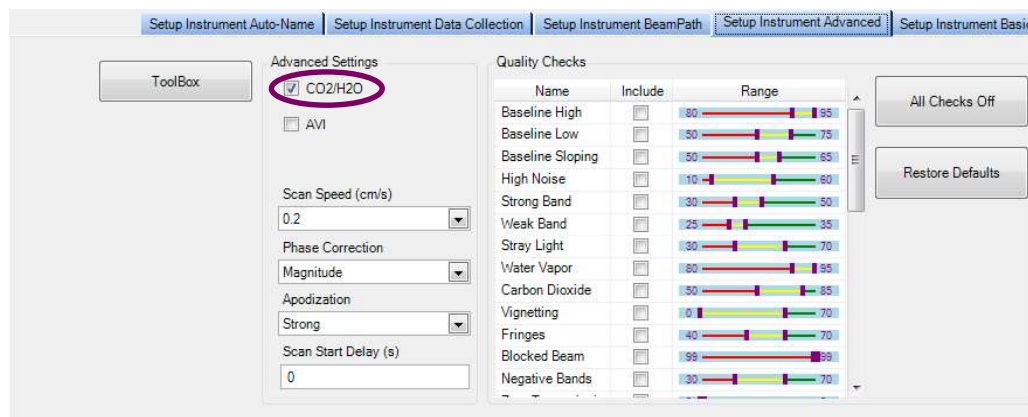 Setup Instrument Auto-Name Setup Instrument Data Collection Setup Instrument BeamPath Setup Instrument Advanced Setup Instrument Basic
ToolBox
Advanced Settings
CO2/H2O
AVI
Scan Speed (cm/s)
0.2
Phase Correction
Magnitude
Apodization
Strong
Scan Start Delay (s)
0
Quality Checks
Name Include Range
Baseline High 80 95
Baseline Low 50 75
Baseline Sloping 50 65
High Noise 10 60
Strong Band 30 50
Weak Band 25 35
Stray Light 30 70
Water Vapor 80 95
Carbon Dioxide 50 85
Vignetting 0 70
Fringes 40 70
Blocked Beam 99 99
Negative Bands 30 70
All Checks Off
Restore Defaults